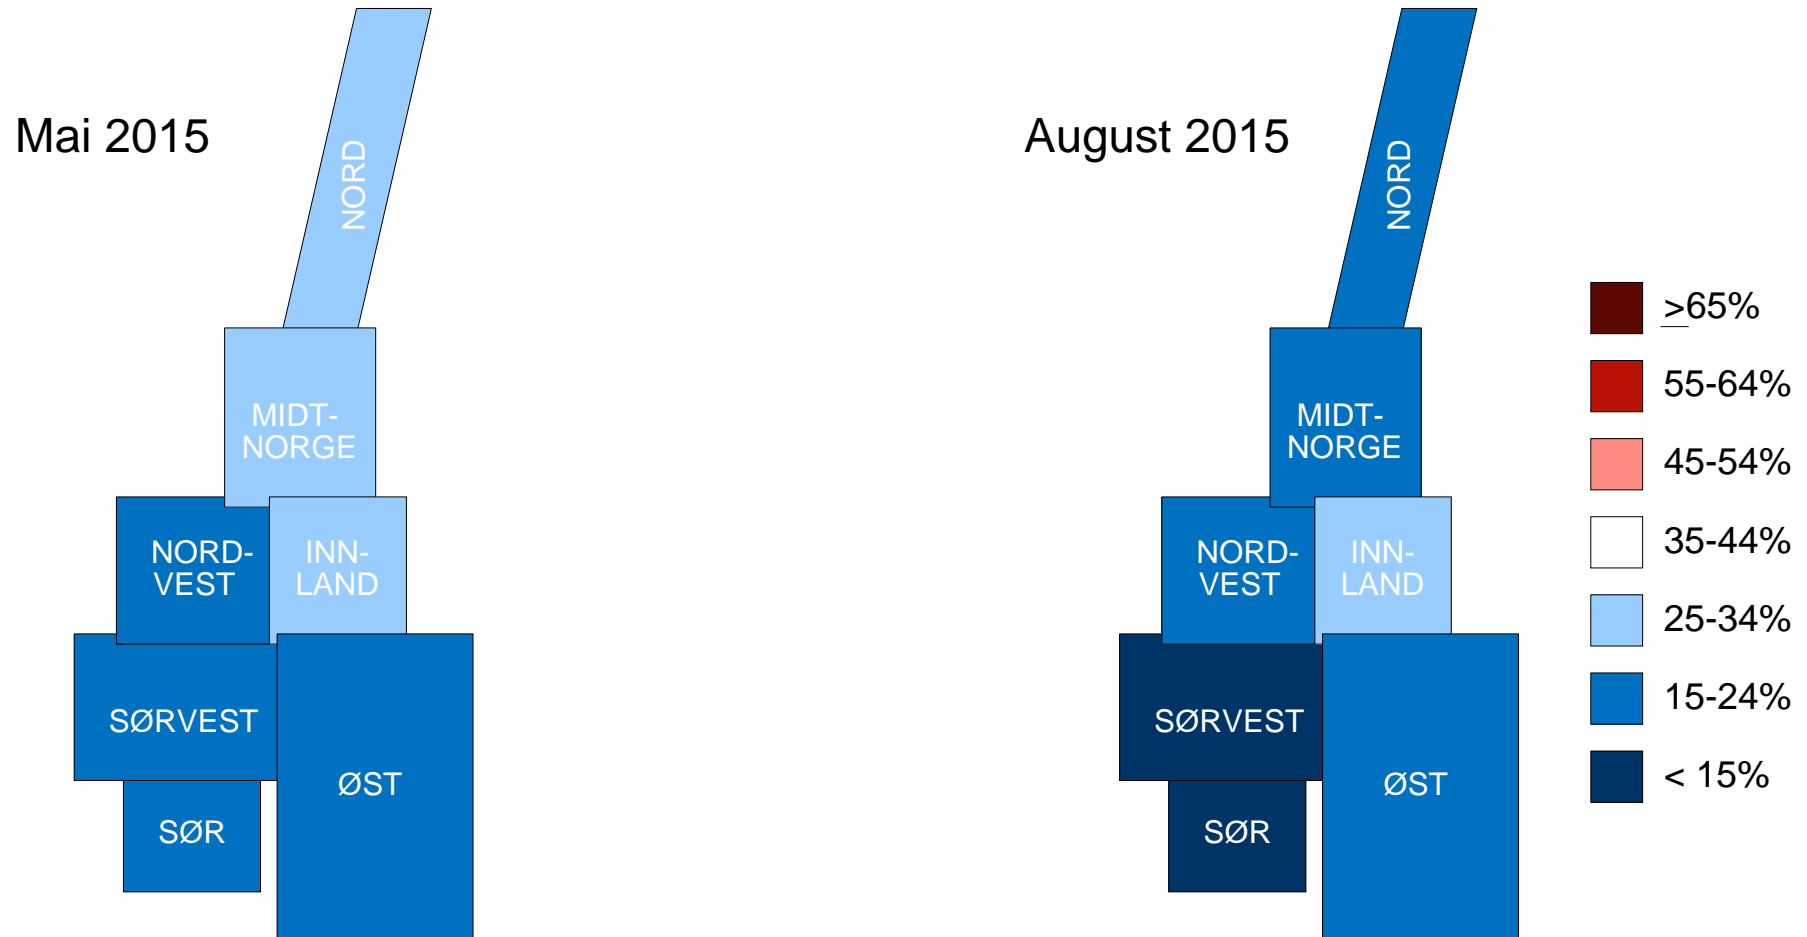 Mai 2015
NORD
MIDT-
NORGE
NORD-
VEST
INN-
LAND
SØRVEST
ØST
SØR
August 2015
NORD
MIDT-
NORGE
NORD-
VEST
INN-
LAND
SØRVEST
ØST
SØR
>65%
55-64%
45-54%
35-44%
25-34%
15-24%
< 15%